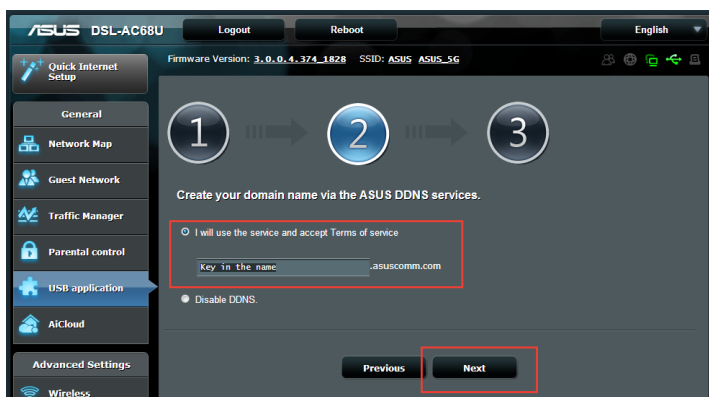 ASUS DSL-AC68U
Logout
Reboot
English
Quick Internet
Setup
Firmware Version: 3.0.0.4.374_1828 SSID: ASUS ASUS_5G
General
Network Map
Guest Network
Traffic Manager
Parental control
USB application
AiCloud
Advanced Settings
Wireless
1
2
3
Create your domain name via the ASUS DDNS services.
I will use the service and accept Terms of service
Key in the name .asuscomm.com
Disable DDNS.
Previous
Next